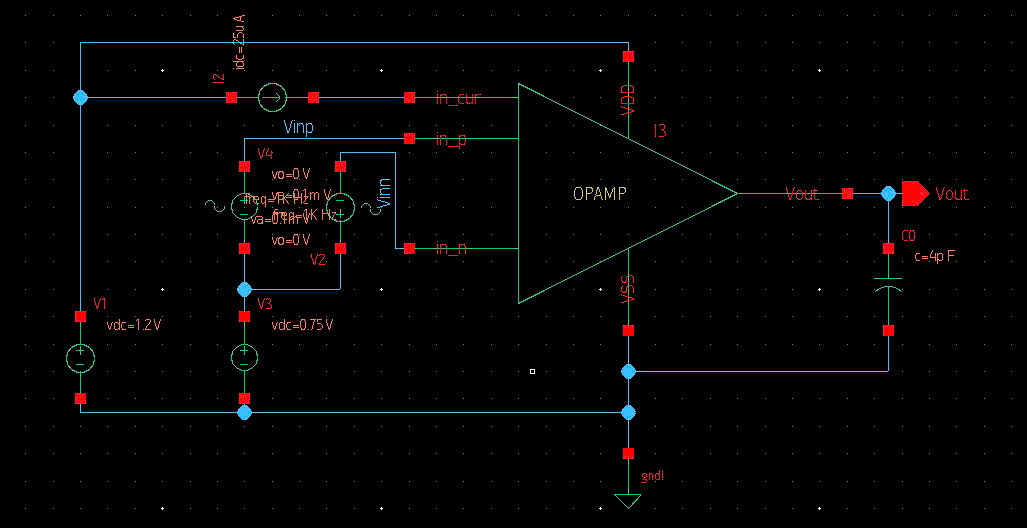 idc=25u A
I2
in_cur
VDD
Vinp
in_p
I3
V4
vo=0 V
va=0.1m V
freq=1K Hz
Vinn
freq=1K Hz
va=0.1m V
vo=0 V
V2
OPAMP
Vout
Vout
in_n
C0
c=4p F
VSS
V1
vdc=1.2V
V3
vdc=0.75V
gnd!